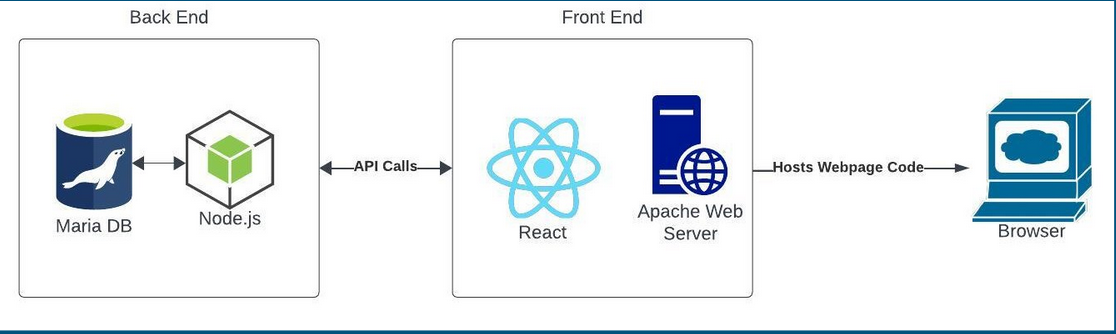 Back End
Front End
Maria DB
Node.js
API Calls
React
Apache Web
Server
Hosts Webpage Code
Browser